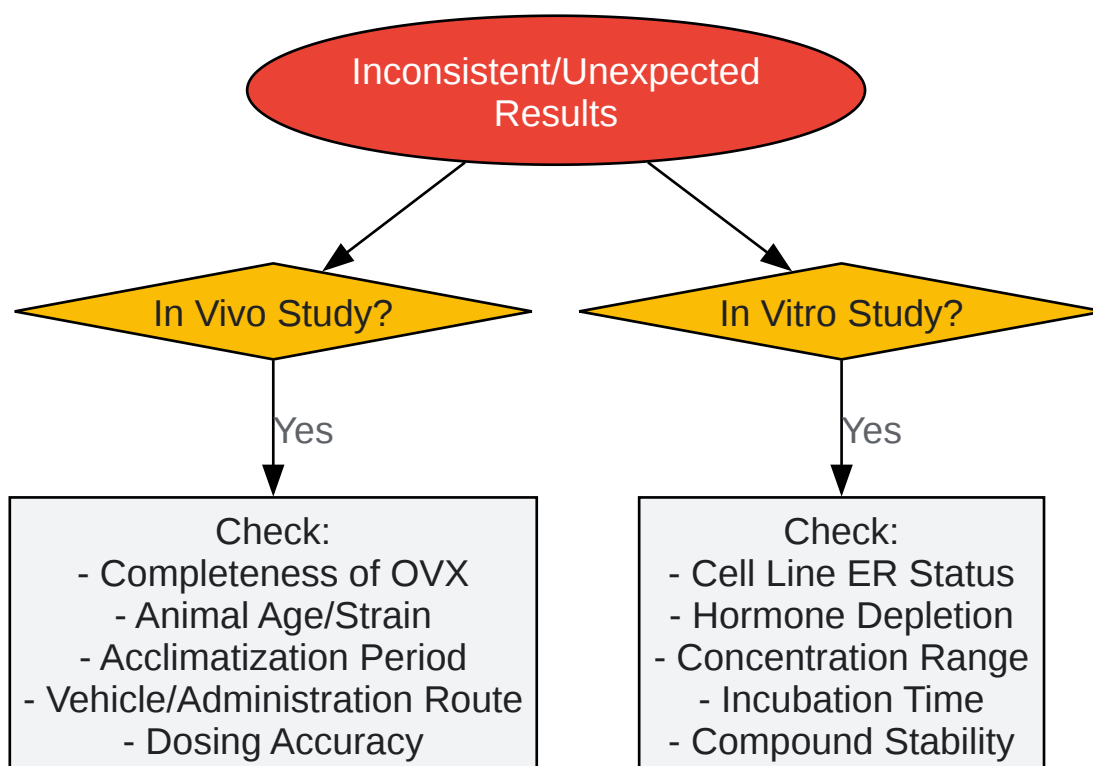 Inconsistent/Unexpected
Results
In Vivo Study?
In Vitro Study?
Yes
Yes
Check:
- Completeness of OVX
- Animal Age/Strain
- Acclimatization Period
- Vehicle/Administration Route
- Dosing Accuracy
Check:
- Cell Line ER Status
- Hormone Depletion
- Concentration Range
- Incubation Time
- Compound Stability